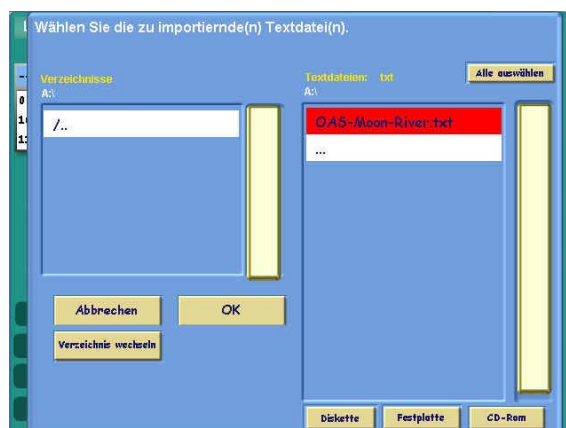 Wählen Sie die zu importiernde(n) Textdatei(n).
Verzeichnisse
A:\
/..
Textdateien: txt
A:\
Alle auswählen
OAS-Moon-River.txt
...
Abbrechen
OK
Verzeichnis wechseln
Diskette
Festplatte
CD-Rom